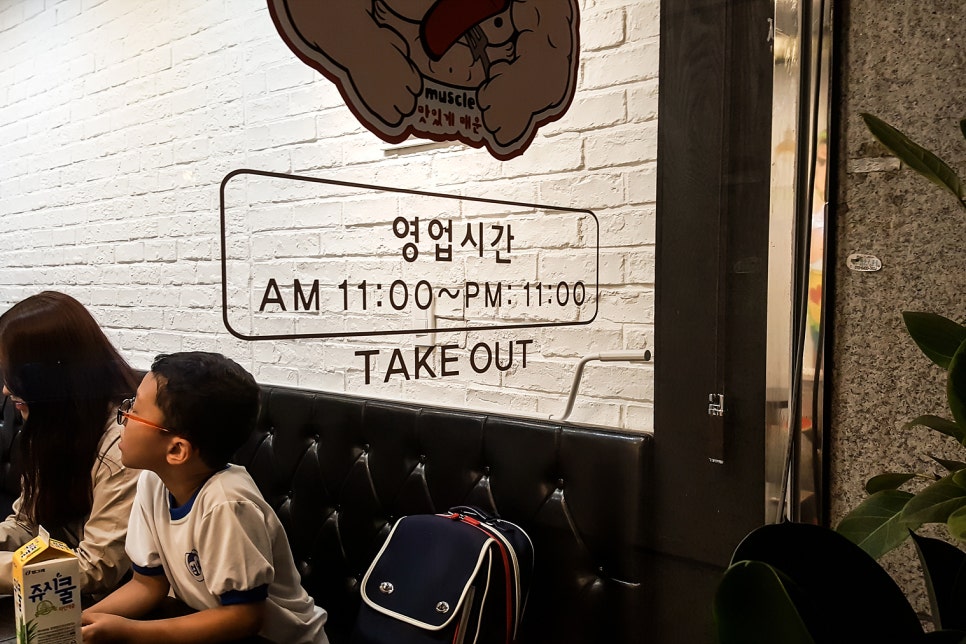 muscle
맛있게 매운
영업시간
AM 11:00~PM: 11:00
TAKE OUT
쥬시쿨